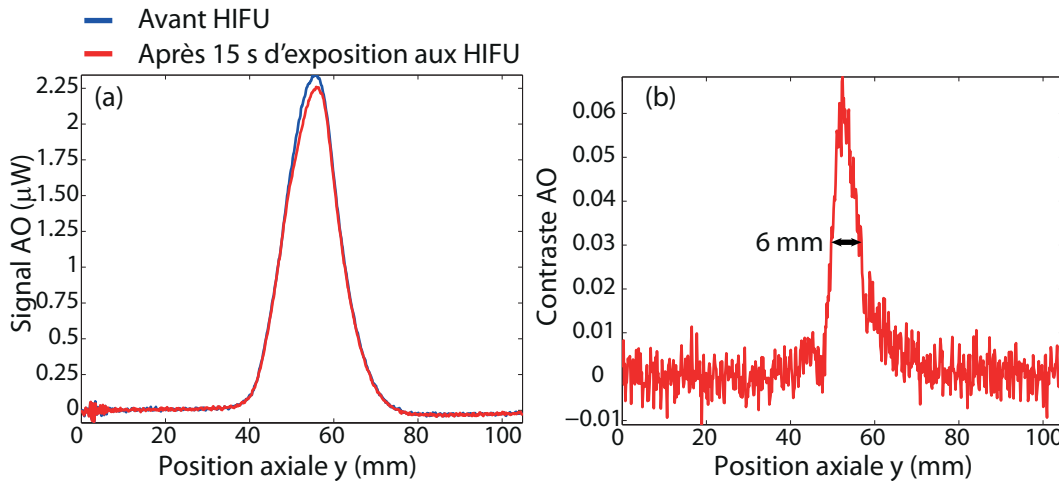 Avant HIFU
Après 15 s d'exposition aux HIFU
(a)
Signal AO (μW)
2.25
2
1.75
1.5
1.25
1
0.75
0.5
0.25
0
0 20 40 60 80 100
Position axiale y (mm)
(b)
Contraste AO
0.06
0.05
0.04
0.03
0.02
0.01
0
−0.01
6 mm
0 20 40 60 80 100
Position axiale y (mm)